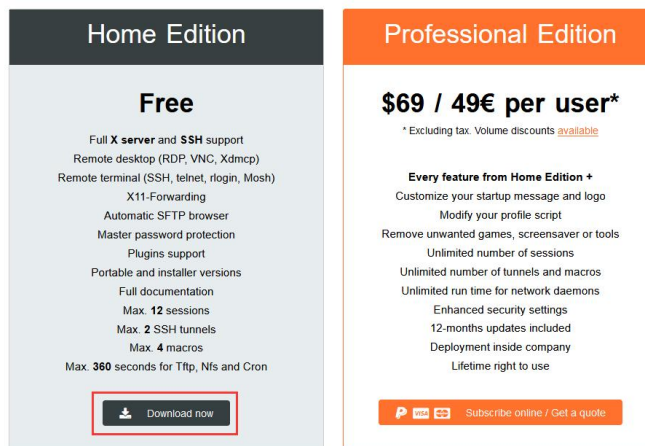 Home Edition
Free
Full X server and SSH support
Remote desktop (RDP, VNC, Xdmcp)
Remote terminal (SSH, telnet, rlogin, Mosh)
X11-Forwarding
Automatic SFTP browser
Master password protection
Plugins support
Portable and installer versions
Full documentation
Max. 12 sessions
Max. 2 SSH tunnels
Max. 4 macros
Max. 360 seconds for Tftp, Nfs and Cron
Download now
Professional Edition
$69 / 49€ per user*
* Excluding tax. Volume discounts available
Every feature from Home Edition +
Customize your startup message and logo
Modify your profile script
Remove unwanted games, screensaver or tools
Unlimited number of sessions
Unlimited number of tunnels and macros
Unlimited run time for network daemons
Enhanced security settings
12-months updates included
Deployment inside company
Lifetime right to use
VISA Subscribe online / Get a quote